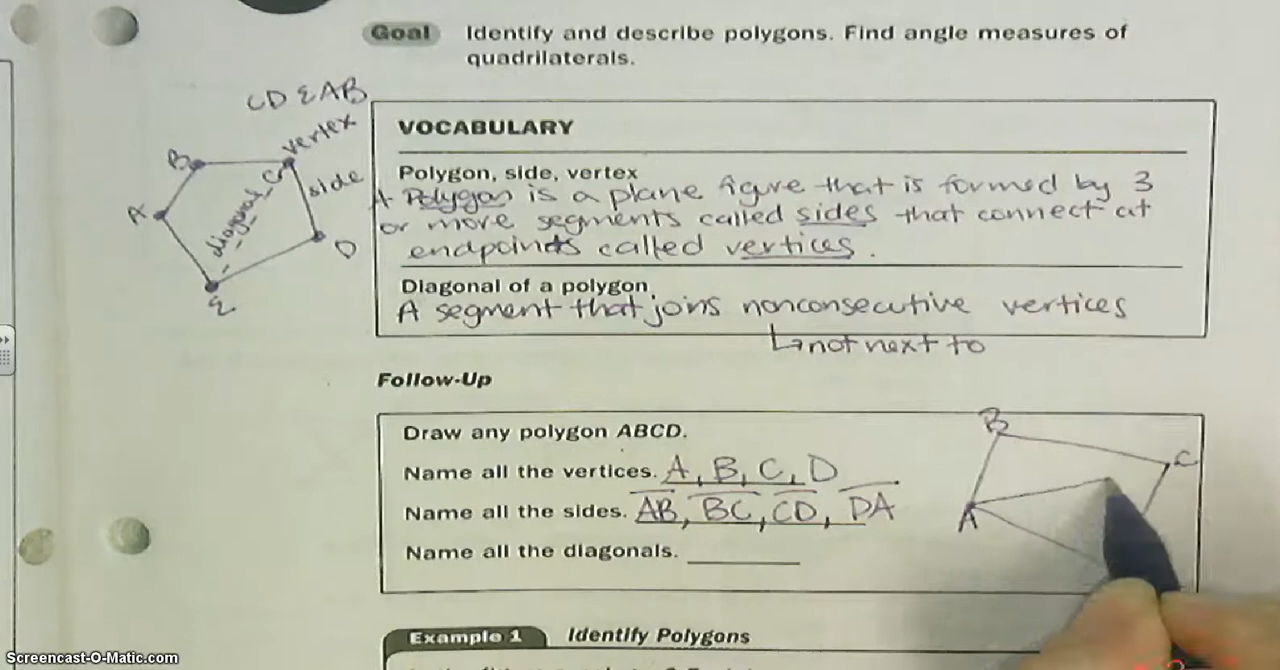 Goal Identify and describe polygons. Find angle measures of
quadrilaterals.
CD & AB
VOCABULARY
vertex
Polygon, side, vertex
B
C
side
diagonal
A Polygon is a plane figure that is formed by 3
A
or more segments called sides that connect at
D
endpoints called vertices.
E
Diagonal of a polygon
A segment that joins nonconsecutive vertices
↳not next to
Follow-Up
Draw any polygon ABCD.
B
C
Name all the vertices. A, B, C, D
Name all the sides. AB, BC, CD, DA
A
Name all the diagonals.
Example 1 Identify Polygons
Screencast-O-Matic.com